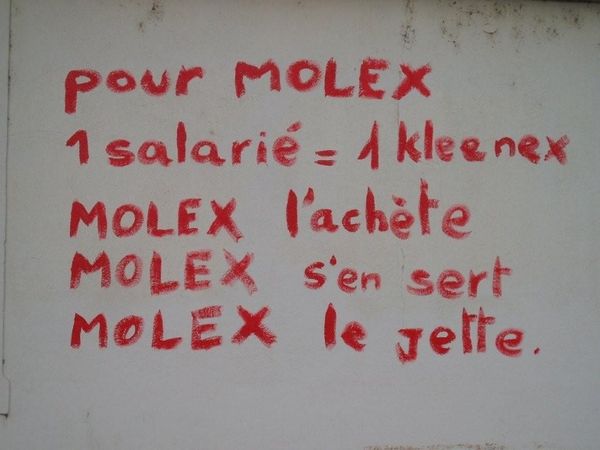 pour MOLEX
1 salarié = 1 kleenex
MOLEX l'achète
MOLEX s'en sert
MOLEX le jette.